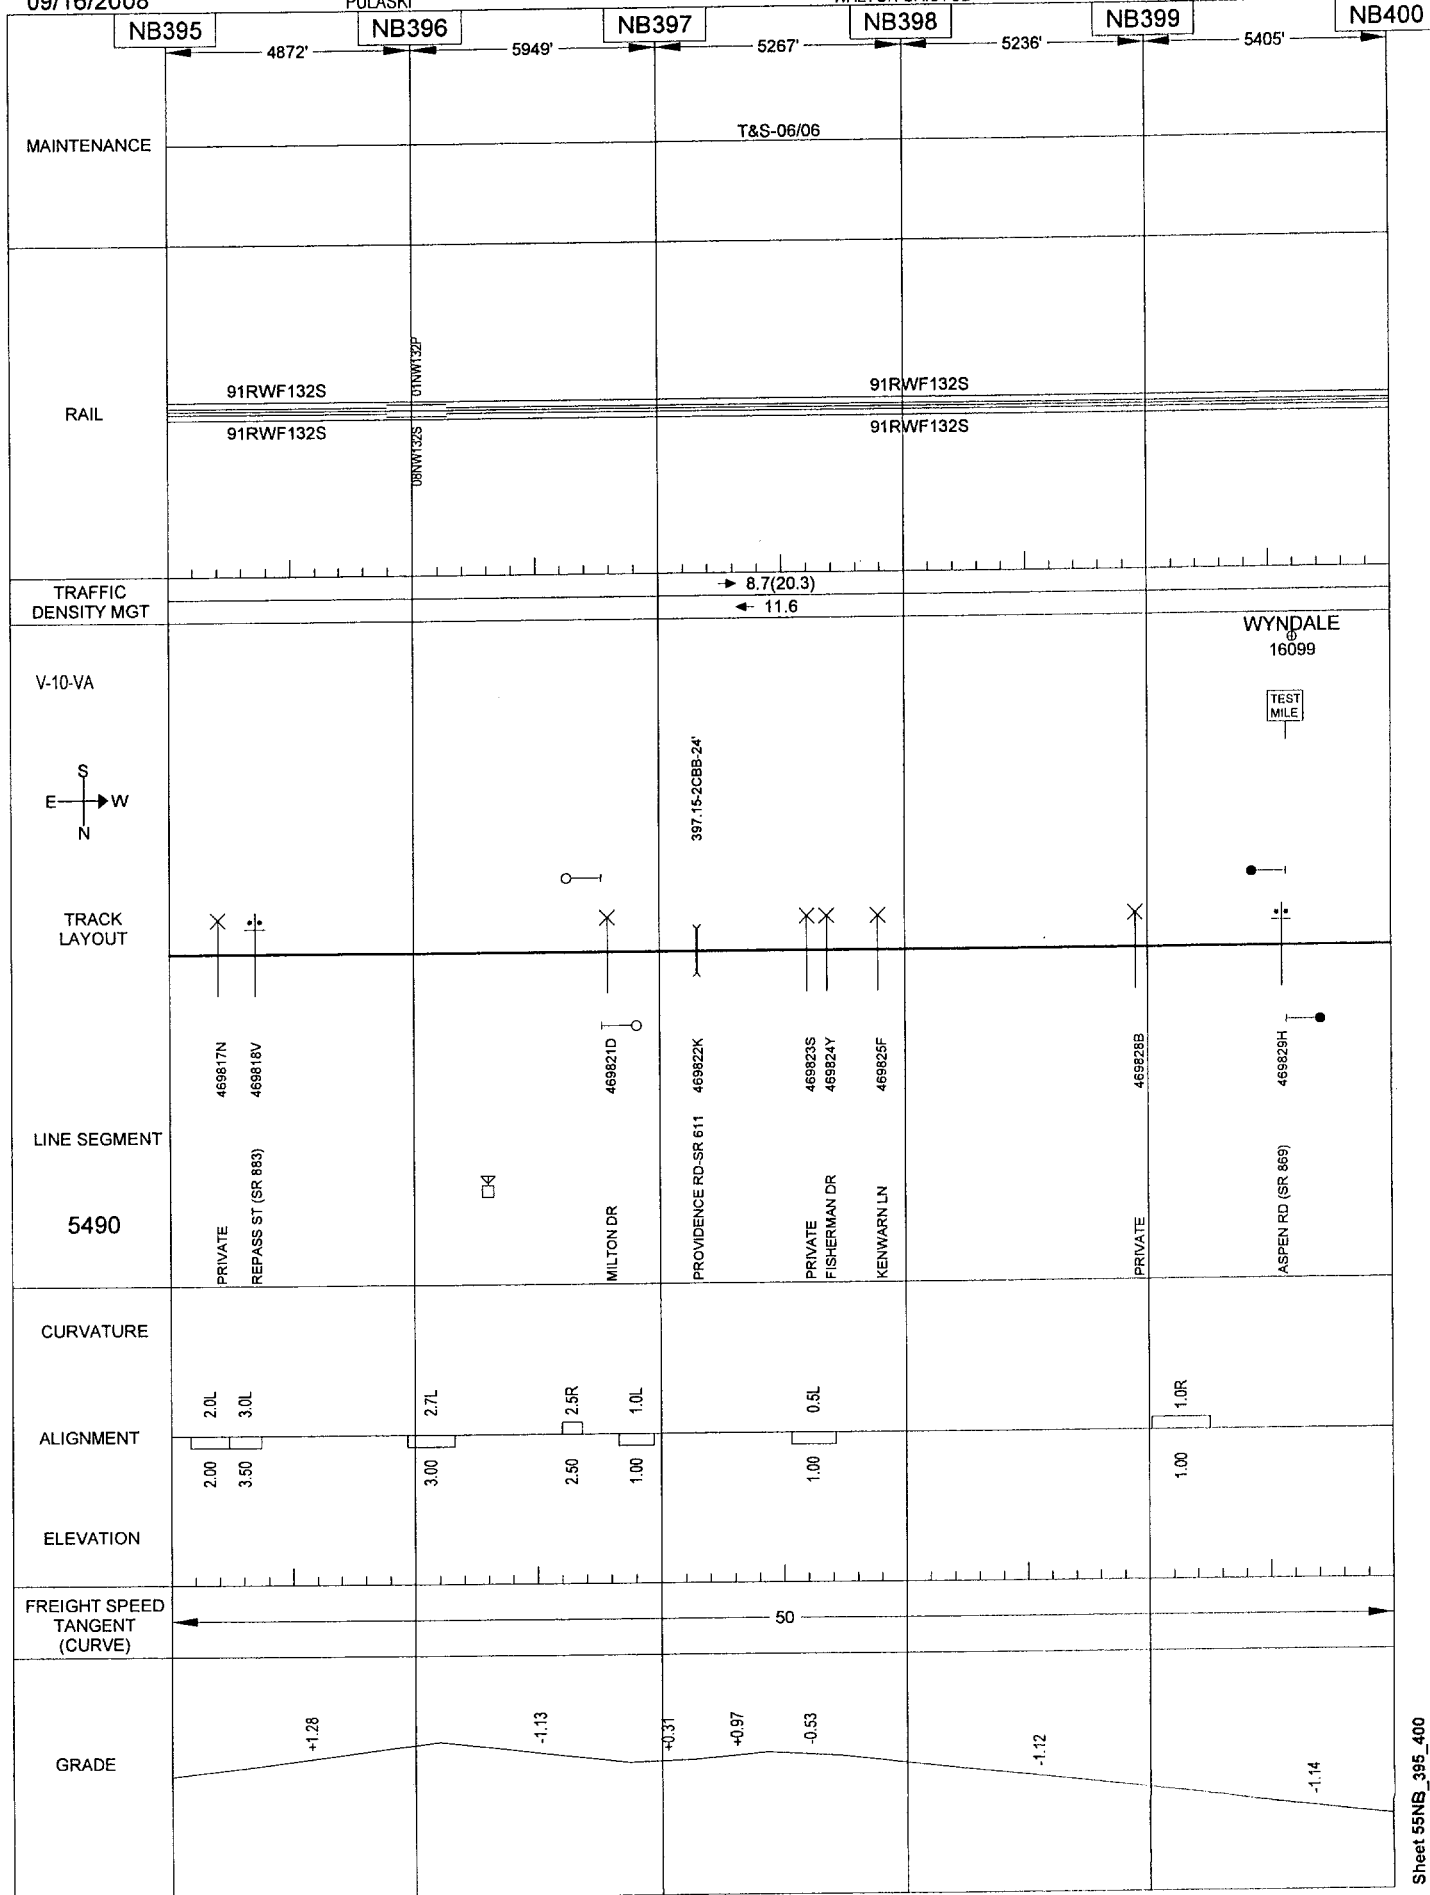 09/16/2008
PULASKI
NB395 NB396 NB397 NB398 NB399 NB400
4872' 5949' 5267' 5236' 5405'
MAINTENANCE
T&S-06/06
RAIL
91RWF132S 01NW132P 91RWF132S
91RWF132S 08NW132S 91RWF132S
TRAFFIC
DENSITY MGT
8.7(20.3)
11.6
WYNDALE
16099
V-10-VA
TEST
MILE
S
E W
N
397.15-2CBB-24'
TRACK
LAYOUT
469817N
469818V
469821D
469822K
469823S
469824Y
469825F
469828B
469829H
LINE SEGMENT
5490
PRIVATE
REPASS ST (SR 883)
MILTON DR
PROVIDENCE RD-SR 611
PRIVATE
FISHERMAN DR
KENWARN LN
PRIVATE
ASPEN RD (SR 869)
CURVATURE
2.0L 3.0L 2.7L 2.5R 1.0L 0.5L 1.0R
ALIGNMENT
2.00 3.50 3.00 2.50 1.00 1.00 1.00
ELEVATION
FREIGHT SPEED
TANGENT
(CURVE)
50
GRADE
+1.28 -1.13 +0.31 +0.97 -0.53 -1.12 -1.14
Sheet 55NB_395_400